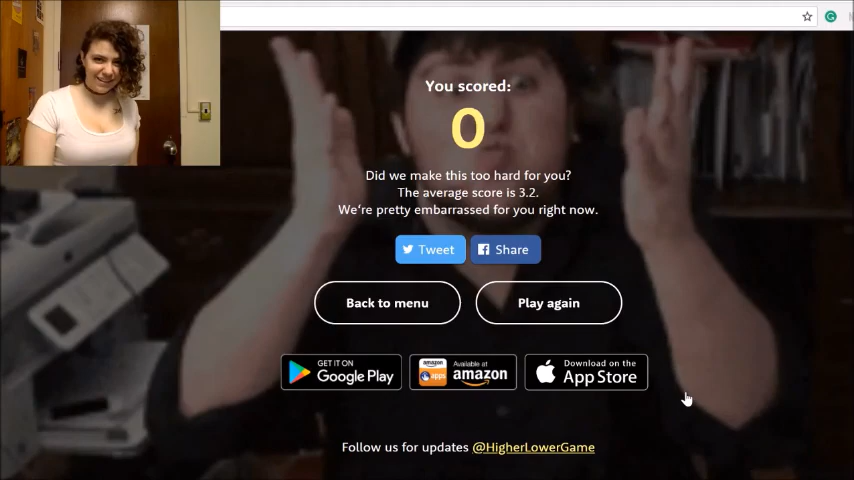 You scored:
0
Did we make this too hard for you?
The average score is 3.2.
We're pretty embarrassed for you right now.
Tweet
Share
Back to menu
Play again
GET IT ON
Google Play
amazon
apps
Available at
amazon
Download on the
App Store
Follow us for updates @HigherLowerGame